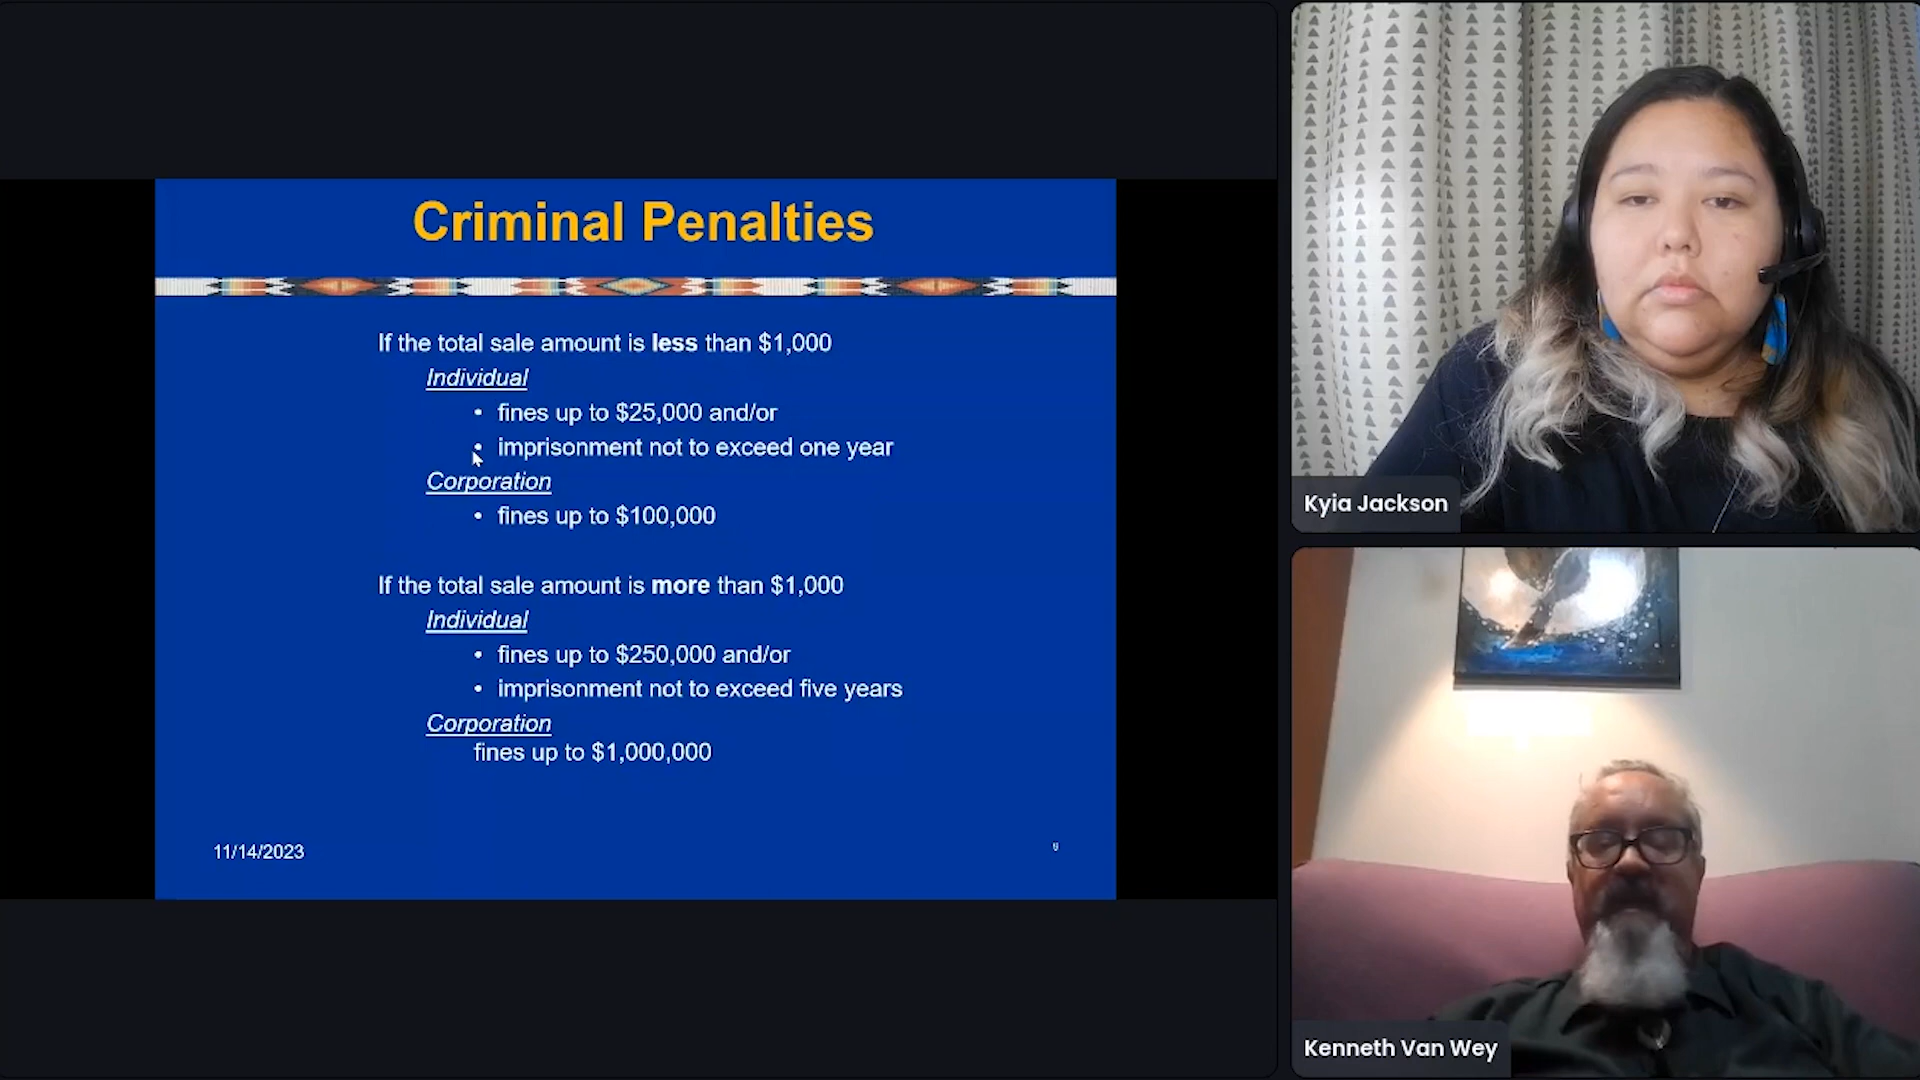 Criminal Penalties
If the total sale amount is less than $1,000
Individual
• fines up to $25,000 and/or
• imprisonment not to exceed one year
Corporation
• fines up to $100,000
If the total sale amount is more than $1,000
Individual
• fines up to $250,000 and/or
• imprisonment not to exceed five years
Corporation
fines up to $1,000,000
11/14/2023
Kyia Jackson
Kenneth Van Wey